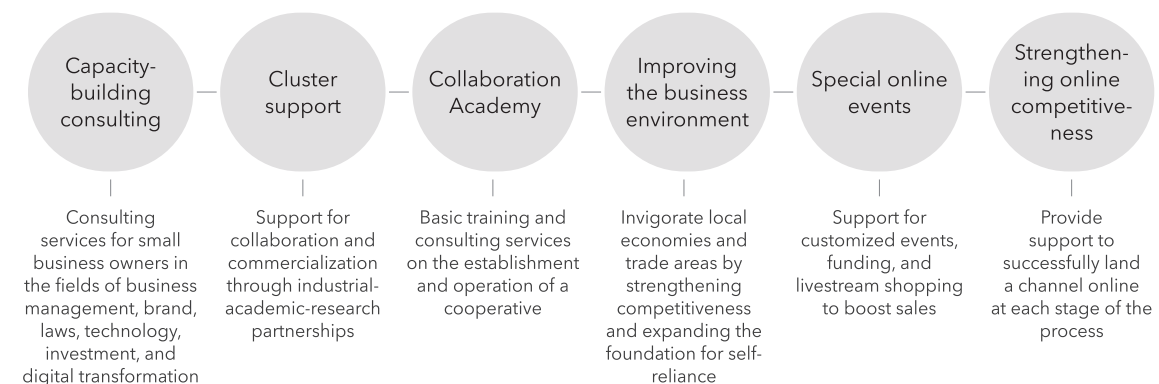 Capacity-
building
consulting
Cluster
support
Collaboration
Academy
Improving
the business
environment
Special online
events
Strengthen-
ing online
competitive-
ness
Consulting
services for small
business owners in
the fields of business
management, brand,
laws, technology,
investment, and
digital transformation
Support for
collaboration and
commercialization
through industrial-
academic-research
partnerships
Basic training and
consulting services
on the establishment
and operation of a
cooperative
Invigorate local
economies and
trade areas by
strengthening
competitiveness
and expanding the
foundation for self-
reliance
Support for
customized events,
funding, and
livestream shopping
to boost sales
Provide
support to
successfully land
a channel online
at each stage of the
process